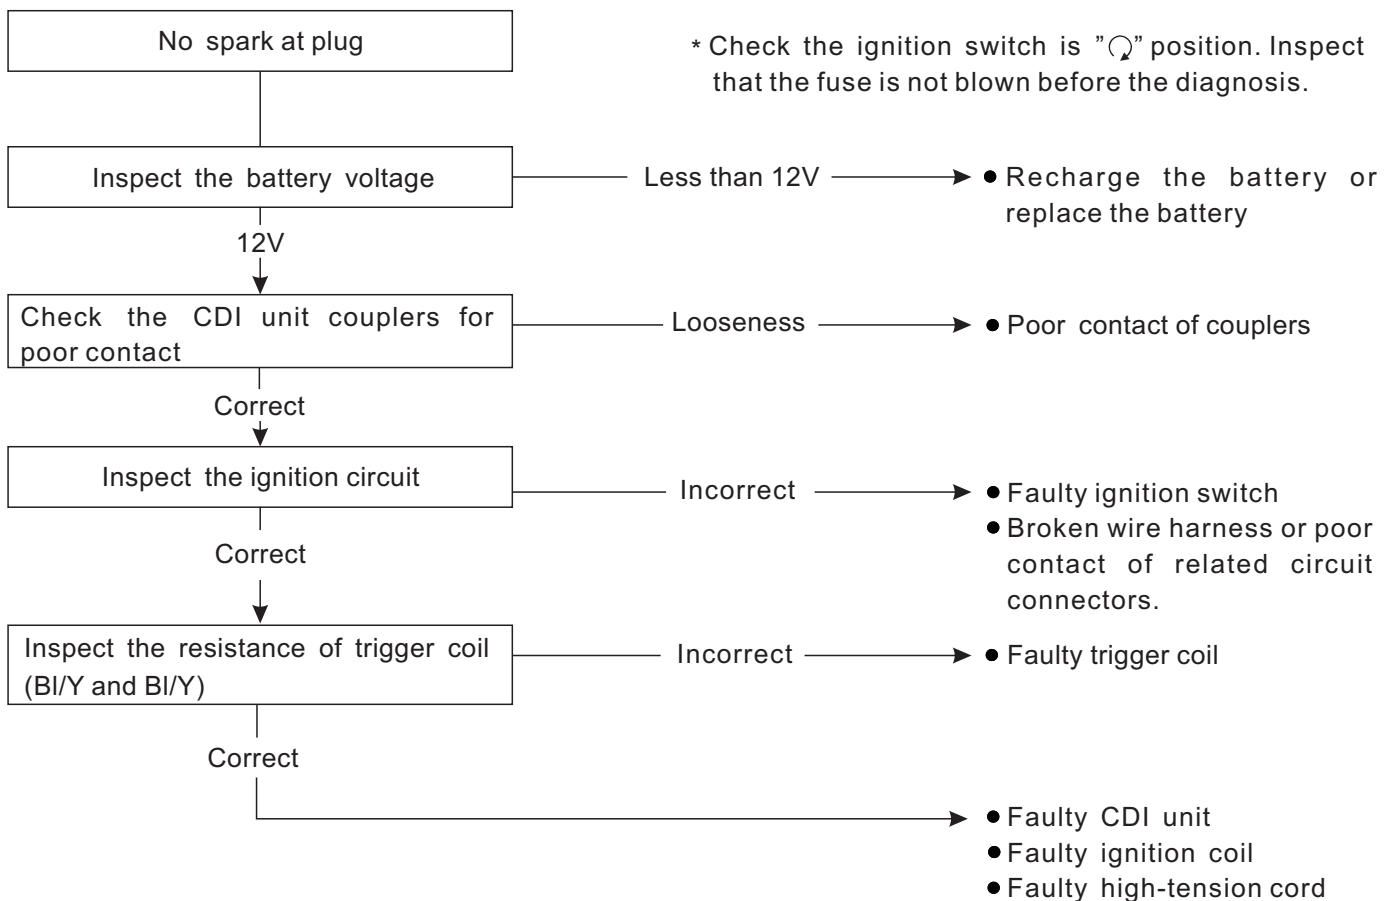 No spark at plug
* Check the ignition switch is "" position. Inspect
that the fuse is not blown before the diagnosis.
Inspect the battery voltage
Less than 12V
● Recharge the battery or
replace the battery
12V
Check the CDI unit couplers for
poor contact
Looseness
● Poor contact of couplers
Correct
Inspect the ignition circuit
Incorrect
● Faulty ignition switch
● Broken wire harness or poor
contact of related circuit
connectors.
Correct
Inspect the resistance of trigger coil
(Bl/Y and Bl/Y)
Incorrect
● Faulty trigger coil
Correct
● Faulty CDI unit
● Faulty ignition coil
● Faulty high-tension cord